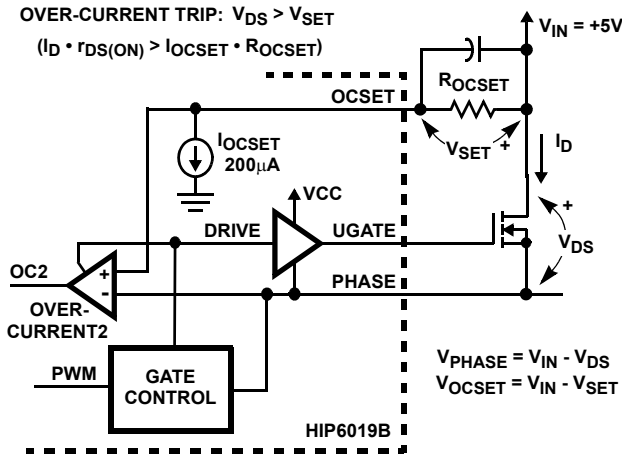 OVER-CURRENT TRIP: VDS > VSET
(ID • rDS(ON) > IOCSET • ROCSET)
VIN = +5V
ROCSET
OCSET
VSET +
ID
IOCSET
200µA
VCC
DRIVE
UGATE
+
VDS
OC2
+
-
PHASE
OVER-
CURRENT2
PWM
GATE
CONTROL
VPHASE = VIN - VDS
VOCSET = VIN - VSET
HIP6019B